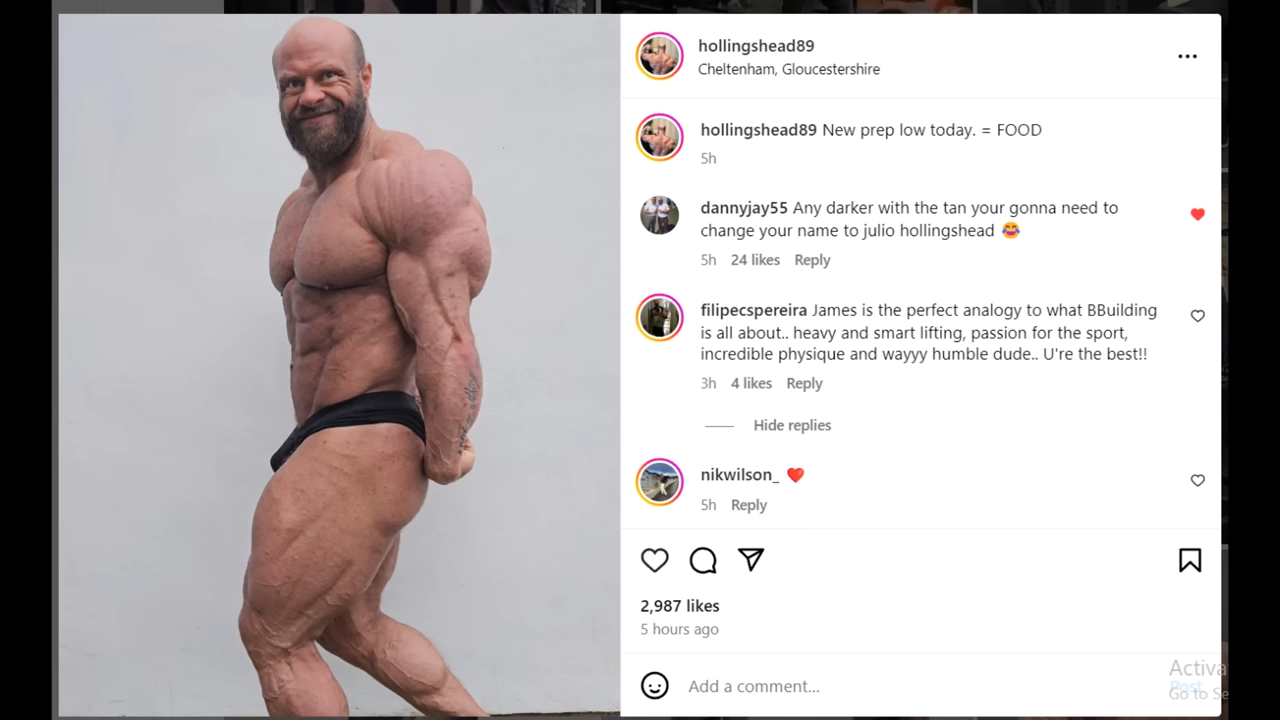 hollingshead89
Cheltenham, Gloucestershire
hollingshead89 New prep low today. = FOOD
5h
dannyjay55 Any darker with the tan your gonna need to
change your name to julio hollingshead 😂
5h 24 likes Reply
filipecspereira James is the perfect analogy to what BBuilding
is all about.. heavy and smart lifting, passion for the sport,
incredible physique and wayyy humble dude.. U're the best!!
3h 4 likes Reply
Hide replies
nikwilson_ ❤️
5h Reply
2,987 likes
5 hours ago
Add a comment...
Activa
Post
Go to Se